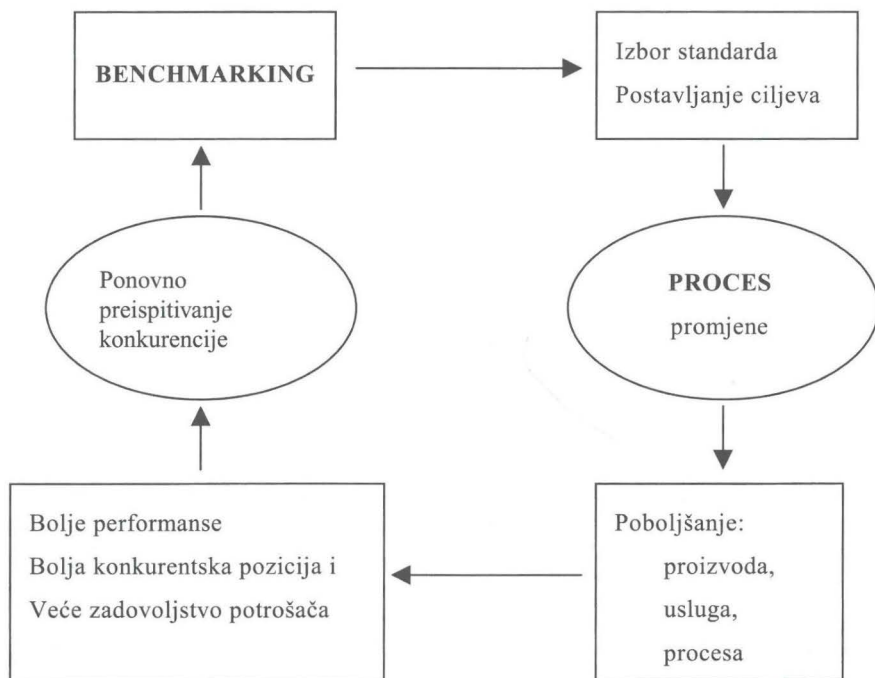 BENCHMARKING
Izbor standarda
Postavljanje ciljeva
PROCES
promjene
Poboljšanje:
proizvoda,
usluga,
procesa
Bolje performanse
Bolja konkurentska pozicija i
Veće zadovoljstvo potrošača
Ponovno
preispitivanje
konkurencije